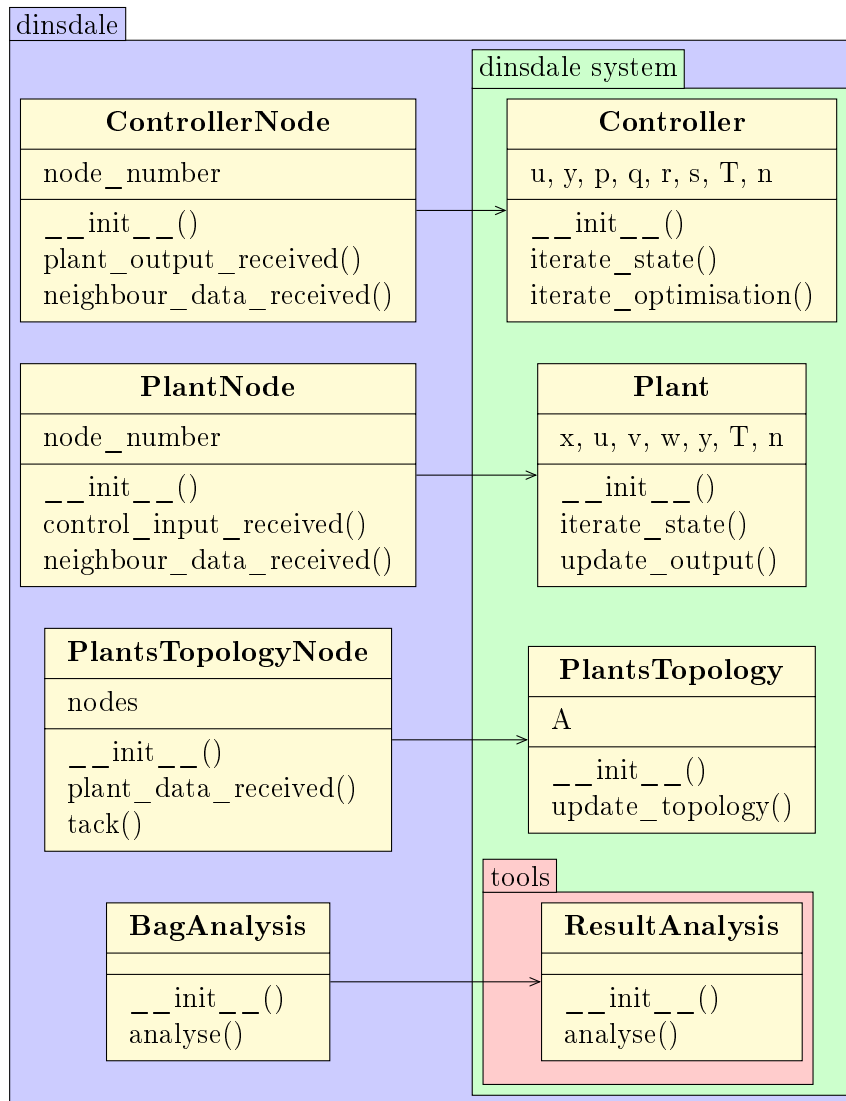 dinsdale
dinsdale system
ControllerNode
node_number
__init__()
plant_output_received()
neighbour_data_received()
Controller
u, y, p, q, r, s, T, n
__init__()
iterate_state()
iterate_optimisation()
PlantNode
node_number
__init__()
control_input_received()
neighbour_data_received()
Plant
x, u, v, w, y, T, n
__init__()
iterate_state()
update_output()
PlantsTopologyNode
nodes
__init__()
plant_data_received()
tack()
PlantsTopology
A
__init__()
update_topology()
tools
BagAnalysis
__init__()
analyse()
ResultAnalysis
__init__()
analyse()